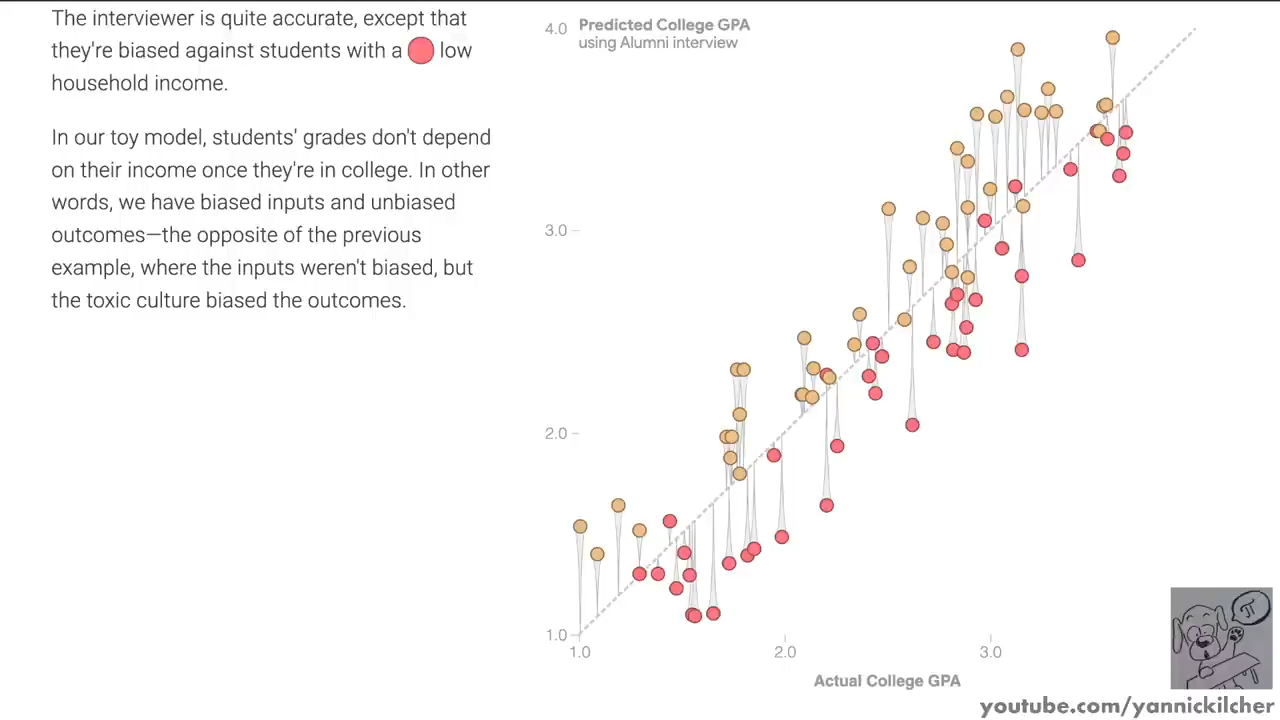 The interviewer is quite accurate, except that
they're biased against students with a low
household income.
In our toy model, students' grades don't depend
on their income once they're in college. In other
words, we have biased inputs and unbiased
outcomes—the opposite of the previous
example, where the inputs weren't biased, but
the toxic culture biased the outcomes.
Predicted College GPA
using Alumni interview
4.0
3.0
2.0
1.0
1.0 2.0 3.0
Actual College GPA
π
youtube.com/yannickilcher